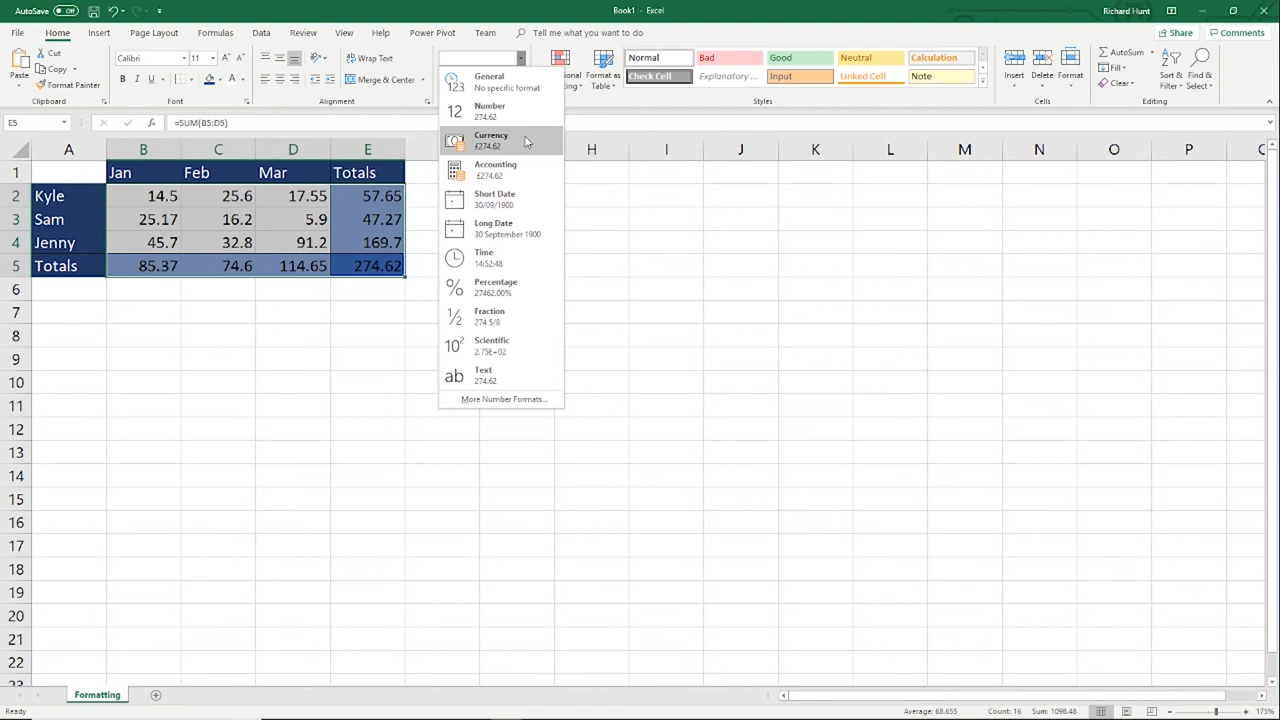 AutoSave Off Book1 - Excel Richard Hunt
File Home Insert Page Layout Formulas Data Review View Help Power Pivot Team Tell me what you want to do Share Comments
Paste Cut Copy Format Painter Clipboard
Calibri 11 B I U A Font
Wrap Text Merge & Center Alignment
Format as Table
Normal Bad Good Neutral Calculation
Check Cell Explanatory ... Input Linked Cell Note
Styles
Insert Delete Format Cells
AutoSum Fill Clear Sort & Filter Find & Select Editing
E5 fx =SUM(B5:D5)
General
No specific format
Number
274.62
Currency
£274.62
Accounting
£274.62
Short Date
30/09/1900
Long Date
30 September 1900
Time
14:52:48
Percentage
27462.00%
Fraction
274 5/8
Scientific
2.75E+02
Text
274.62
More Number Formats...
A B C D E H I J K L M N O P
1 Jan Feb Mar Totals
2 Kyle 14.5 25.6 17.55 57.65
3 Sam 25.17 16.2 5.9 47.27
4 Jenny 45.7 32.8 91.2 169.7
5 Totals 85.37 74.6 114.65 274.62
6
7
8
9
10
11
12
13
14
15
16
17
18
19
20
21
22
Formatting
Ready Average: 68.655 Count: 16 Sum: 1098.48 175%